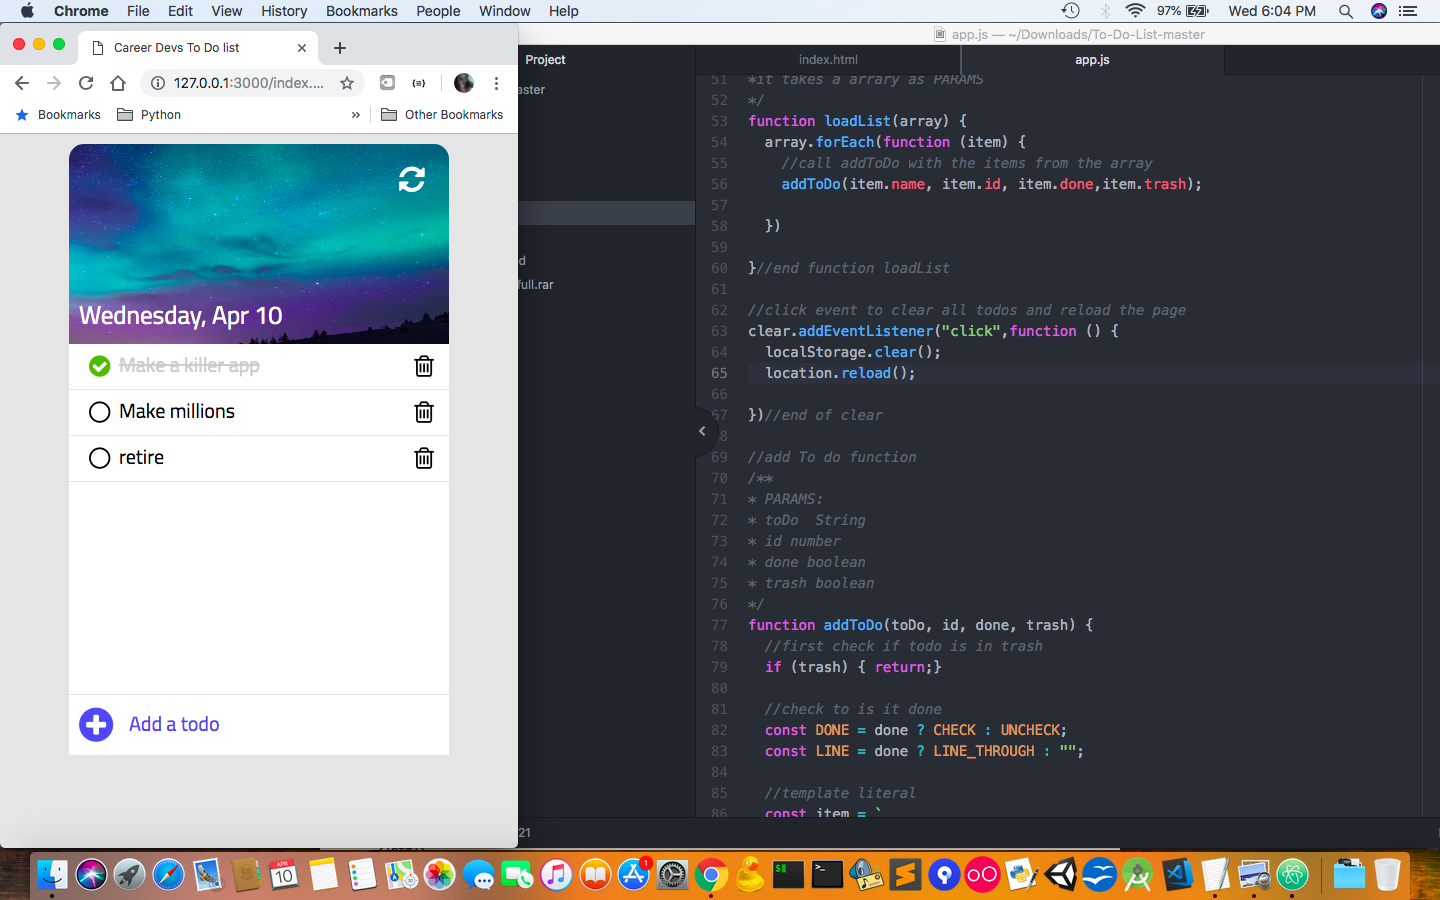 Chrome File Edit View History Bookmarks People Window Help 97% Wed 6:04 PM
Career Devs To Do list
127.0.0.1:3000/index....
Bookmarks Python » Other Bookmarks
Wednesday, Apr 10
Make a killer app
Make millions
retire
Add a todo
app.js — ~/Downloads/To-Do-List-master
Project
aster
d
full.rar
21
index.html app.js
51 *it takes a arrary as PARAMS
52 */
53 function loadList(array) {
54 array.forEach(function (item) {
55 //call addToDo with the items from the array
56 addToDo(item.name, item.id, item.done,item.trash);
57
58 })
59
60 }//end function loadList
61
62 //click event to clear all todos and reload the page
63 clear.addEventListener("click",function () {
64 localStorage.clear();
65 location.reload();
66
67 })//end of clear
8
69 //add To do function
70 /**
71 * PARAMS:
72 * toDo String
73 * id number
74 * done boolean
75 * trash boolean
76 */
77 function addToDo(toDo, id, done, trash) {
78 //first check if todo is in trash
79 if (trash) { return;}
80
81 //check to is it done
82 const DONE = done ? CHECK : UNCHECK;
83 const LINE = done ? LINE_THROUGH : "";
84
85 //template literal
86 const item = `
APR
10
1